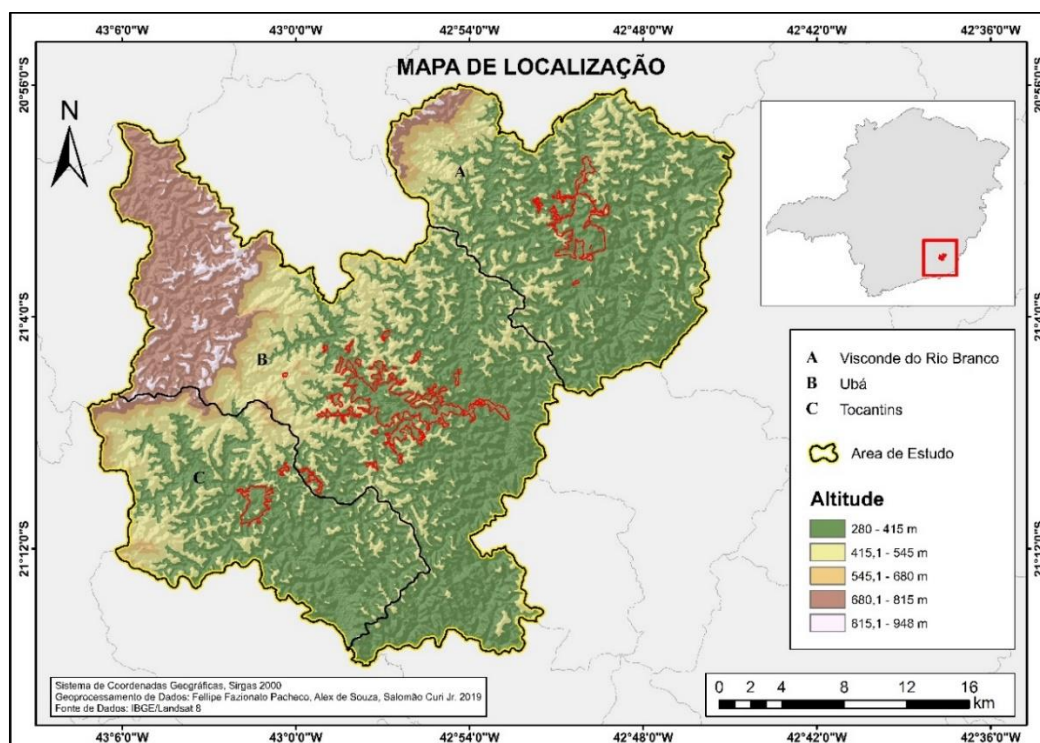 43°6'0"W 43°0'0"W 42°54'0"W 42°48'0"W 42°42'0"W 42°36'0"W
MAPA DE LOCALIZAÇÃO
20°56'0"S
20°56'0"S
N
A
21°4'0"S
21°4'0"S
B
A Visconde do Rio Branco
B Ubá
C Tocantins
C
Area de Estudo
Altitude
280 - 415 m
415,1 - 545 m
545,1 - 680 m
680,1 - 815 m
815,1 - 948 m
21°12'0"S
21°12'0"S
Sistema de Coordenadas Geográficas, Sirgas 2000
Geoprocessamento de Dados: Fellipe Fazionato Pacheco, Alex de Souza, Salomão Curi Jr. 2019
Fonte de Dados: IBGE/Landsat 8
0 2 4 8 12 16
km
43°6'0"W 43°0'0"W 42°54'0"W 42°48'0"W 42°42'0"W 42°36'0"W